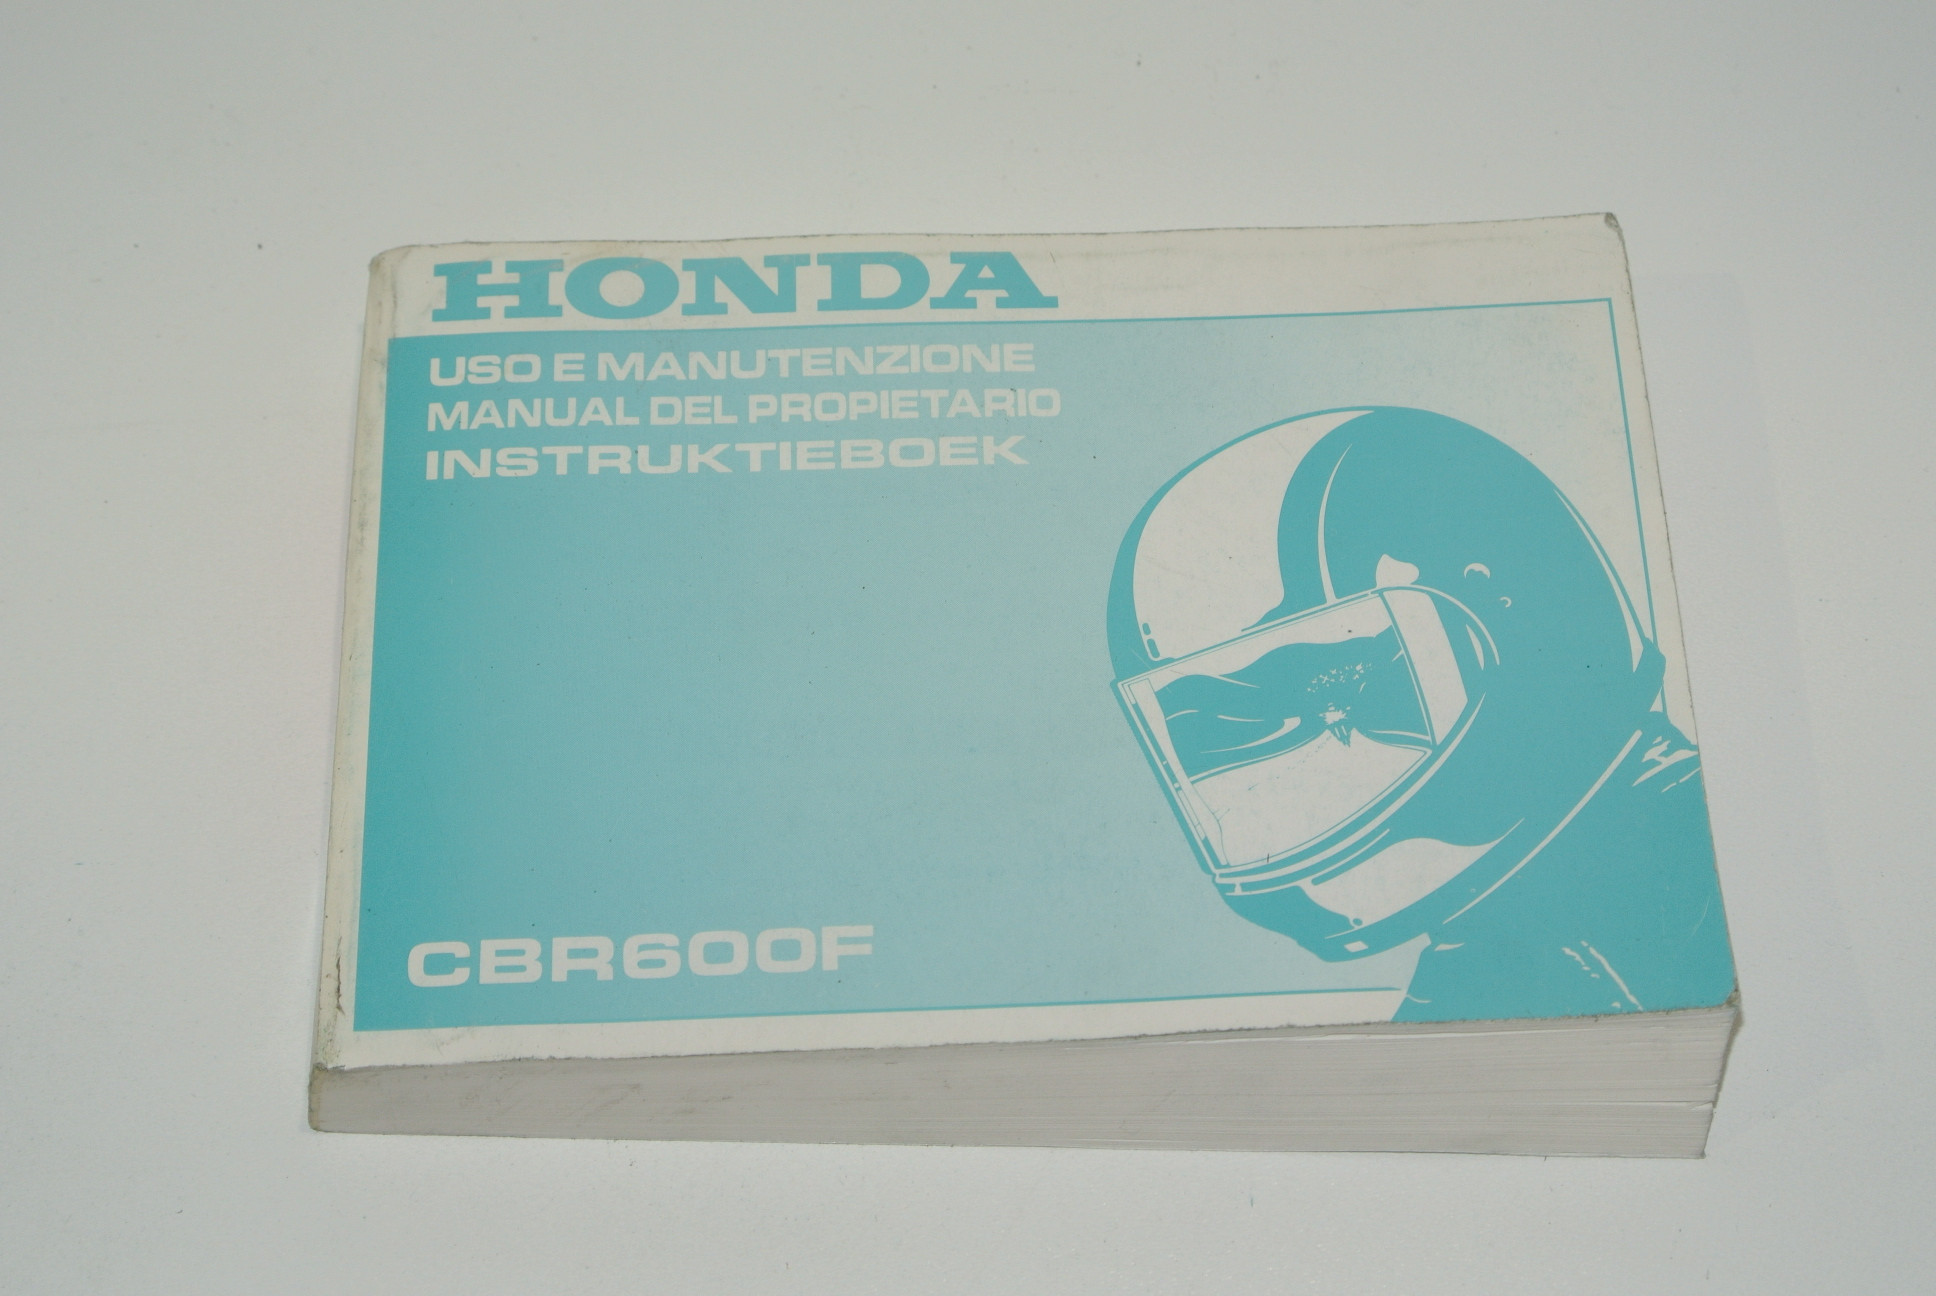 HONDA
USO E MANUTENZIONE
MANUAL DEL PROPIETARIO
INSTRUKTIEBOEK
CBR600F